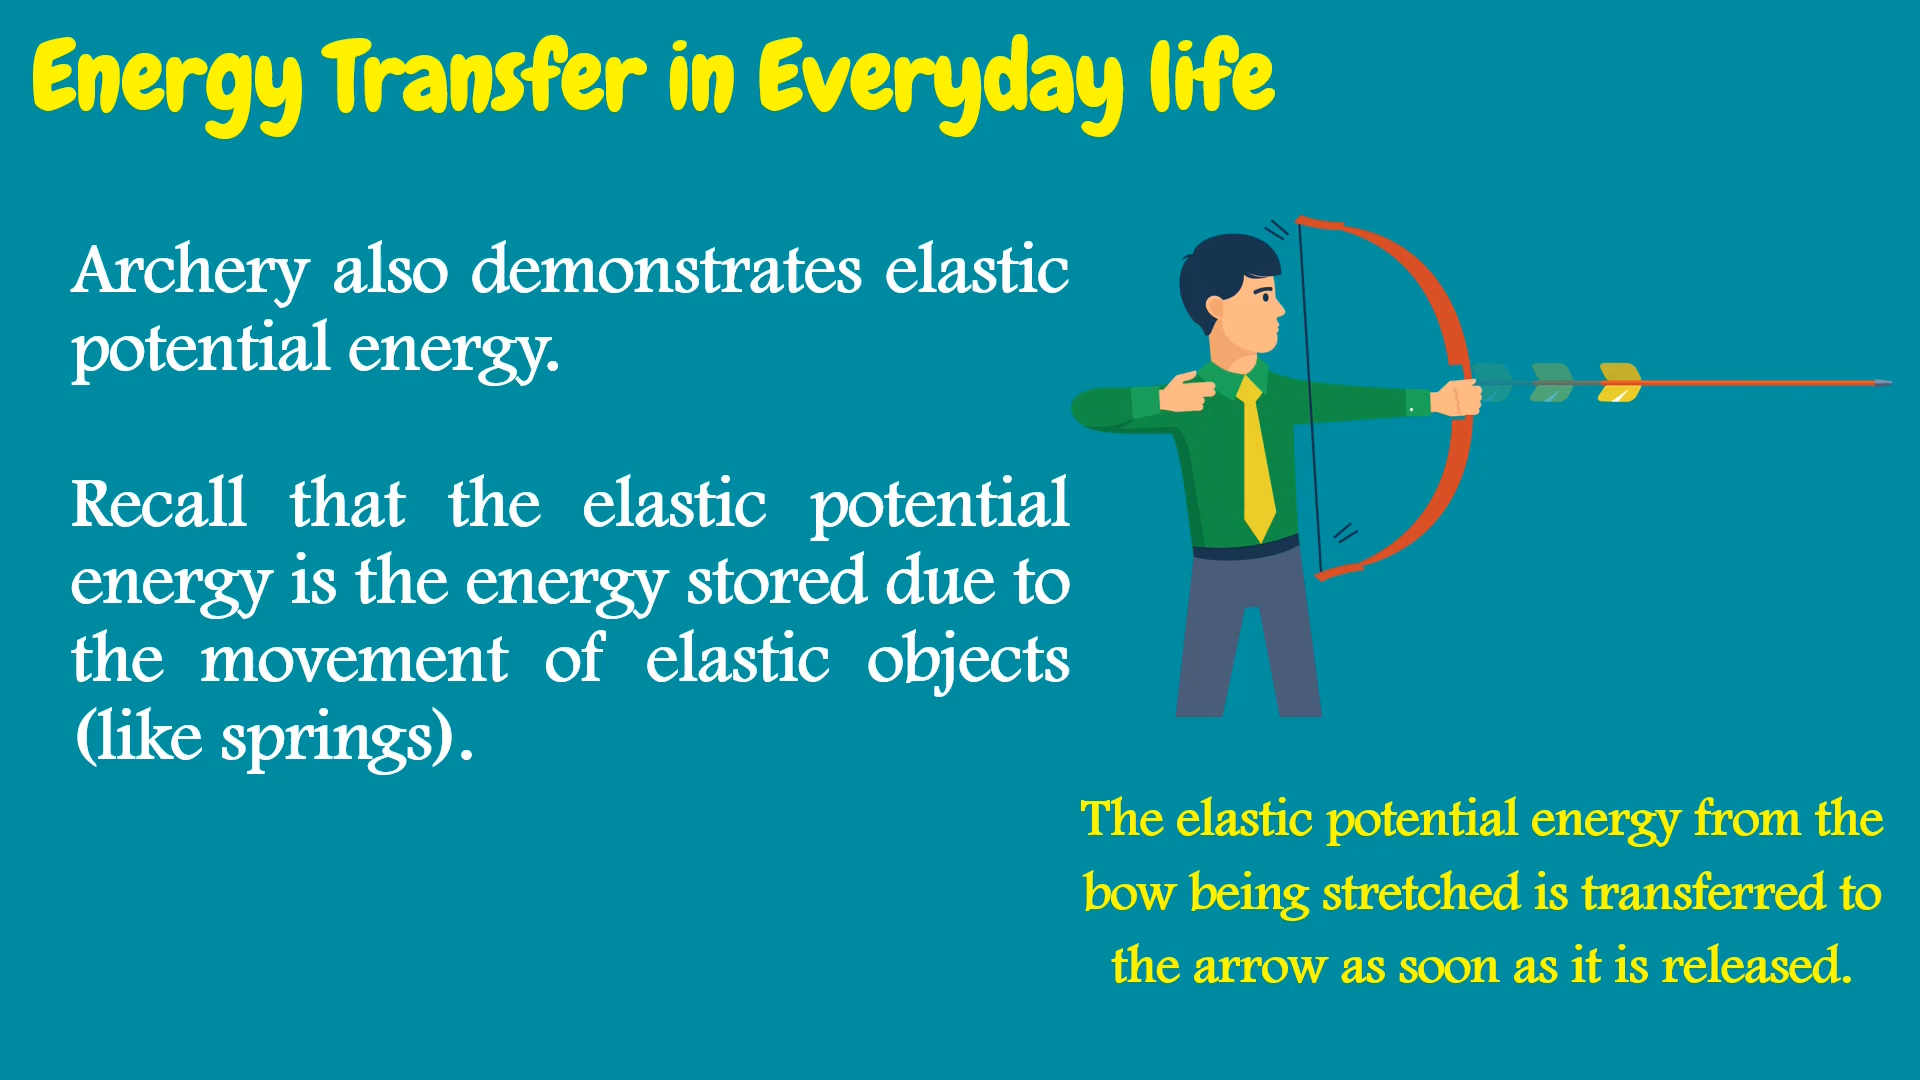 Energy Transfer in Everyday life
Archery also demonstrates elastic
potential energy.
Recall that the elastic potential
energy is the energy stored due to
the movement of elastic objects
(like springs).
The elastic potential energy from the
bow being stretched is transferred to
the arrow as soon as it is released.